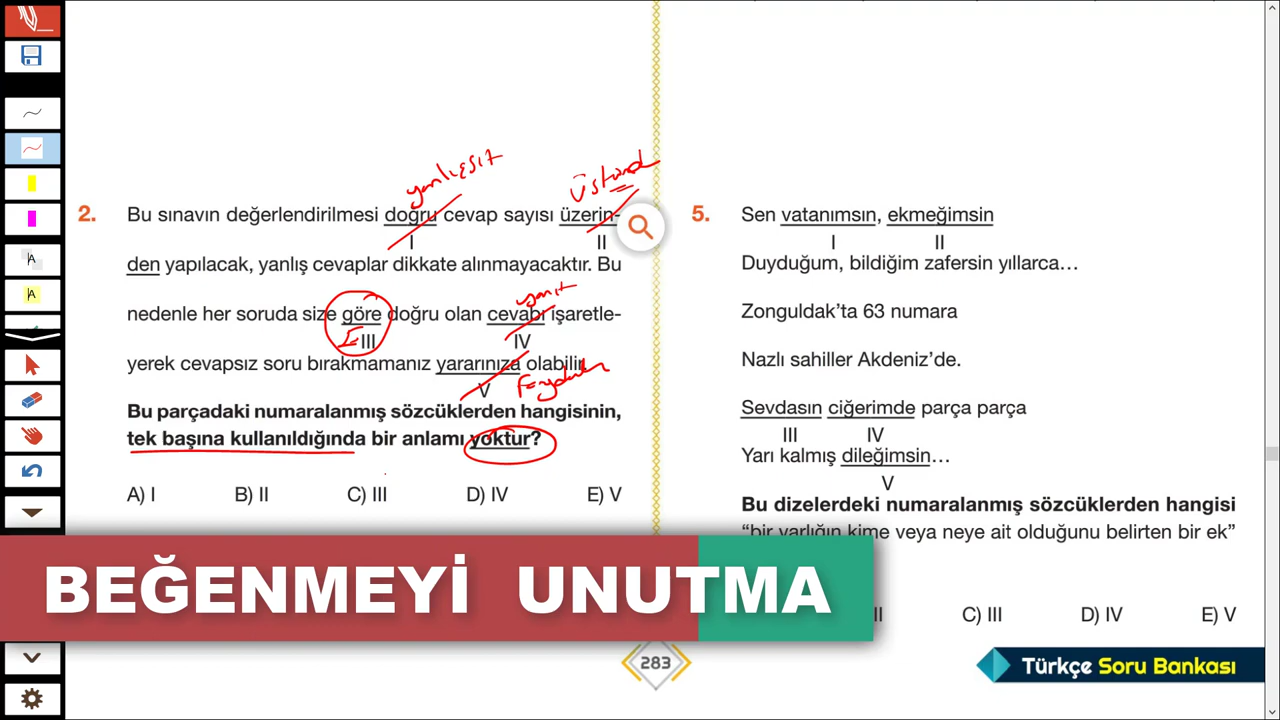 yanlışsız
Üstünde
2. Bu sınavın değerlendirilmesi doğru cevap sayısı üzerin-
I II
den yapılacak, yanlış cevaplar dikkate alınmayacaktır. Bu
yanıt
nedenle her soruda size göre doğru olan cevabı işaretle-
III IV
yerek cevapsız soru bırakmamanız yararınıza olabilir.
V
Bu parçadaki numaralanmış sözcüklerden hangisinin,
tek başına kullanıldığında bir anlamı yoktur?
A) I B) II C) III D) IV E) V
5. Sen vatanımsın, ekmeğimsin
I II
Duyduğum, bildiğim zafersin yıllarca…
Zonguldak’ta 63 numara
Nazlı sahiller Akdeniz’de.
Sevdasın ciğerimde parça parça
III IV
Yarı kalmış dileğimsin…
V
Bu dizelerdeki numaralanmış sözcüklerden hangisi
“bir varlığın kime veya neye ait olduğunu belirten bir ek”
II C) III D) IV E) V
BEĞENMEYİ UNUTMA
283
Türkçe Soru Bankası
A
A